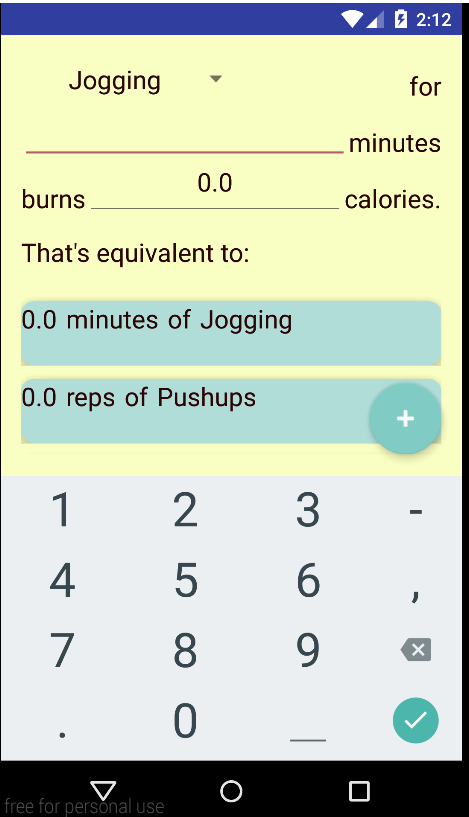 2:12
Jogging
for
minutes
0.0
burns calories.
That's equivalent to:
0.0 minutes of Jogging
0.0 reps of Pushups
+
1 2 3 -
4 5 6 ,
7 8 9
. 0 _
free for personal use